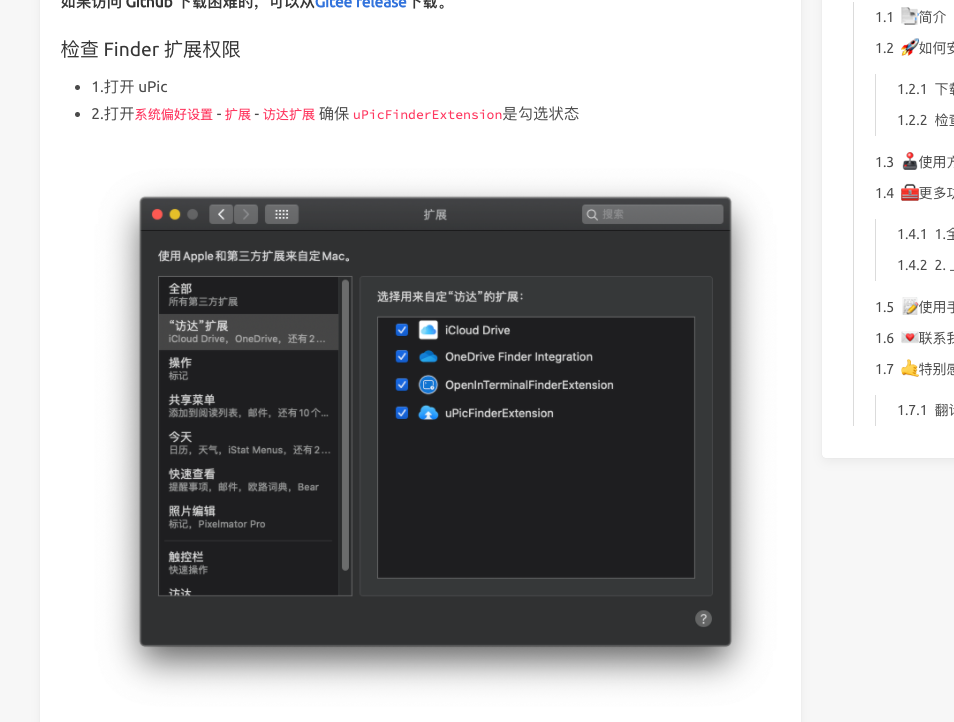 如果访问 Github 下载困难的，可以从Gitee release下载。
检查 Finder 扩展权限
1.打开 uPic
2.打开系统偏好设置 - 扩展 - 访达扩展 确保 uPicFinderExtension是勾选状态
扩展
搜索
使用 Apple 和第三方扩展来自定 Mac。
全部
所有第三方扩展
“访达”扩展
iCloud Drive，OneDrive，还有 2…
操作
标记
共享菜单
添加到阅读列表，邮件，还有 10 个…
今天
日历，天气，iStat Menus，还有 2…
快速查看
提醒事项，邮件，欧路词典，Bear
照片编辑
标记，Pixelmator Pro
触控栏
快速操作
访达
选择用来自定“访达”的扩展：
iCloud Drive
OneDrive Finder Integration
OpenInTerminalFinderExtension
uPicFinderExtension
?
1.1 简介
1.2 🚀如何安
1.2.1 下载
1.2.2 检查
1.3 🕹使用方
1.4 🧰更多功
1.4.1 1.全
1.4.2 2.
1.5 📝使用手
1.6 💌联系我
1.7 👍特别感
1.7.1 翻译